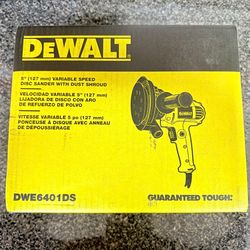 DEWALT
5" (127 mm) VARIABLE SPEED
DISC SANDER WITH DUST SHROUD
VELOCIDAD VARIABLE 5" (127 mm)
LIJADORA DE DISCO CON ARO
DE REFUERZO DE POLVO
VITESSE VARIABLE 5 po (127 mm)
PONCEUSE À DISQUE AVEC ANNEAU
DE DÉPOUSSIÉRAGE
DWE6401DS
GUARANTEED TOUGH.